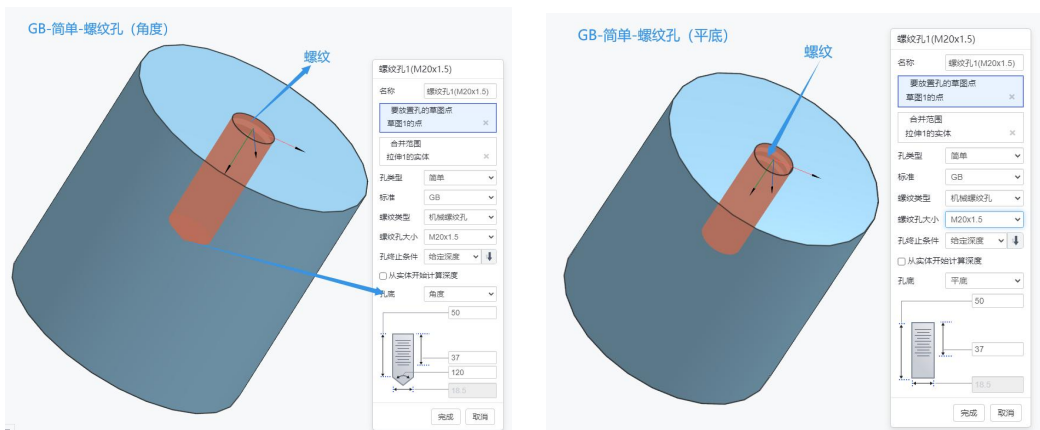 GB-简单-螺纹孔（角度）
螺纹
螺纹孔1(M20x1.5)
名称 螺纹孔1(M20x1.5)
要放置孔的草图点
草图1的点 ×
合并范围
拉伸1的实体 ×
孔类型 简单
标准 GB
螺纹类型 机械螺纹孔
螺纹孔大小 M20x1.5
孔终止条件 给定深度
从实体开始计算深度
孔底 角度
50
37
120
18.5
完成 取消
GB-简单-螺纹孔（平底）
螺纹
螺纹孔1(M20x1.5)
名称 螺纹孔1(M20x1.5)
要放置孔的草图点
草图1的点 ×
合并范围
拉伸1的实体 ×
孔类型 简单
标准 GB
螺纹类型 机械螺纹孔
螺纹孔大小 M20x1.5
孔终止条件 给定深度
从实体开始计算深度
孔底 平底
50
37
18.5
完成 取消